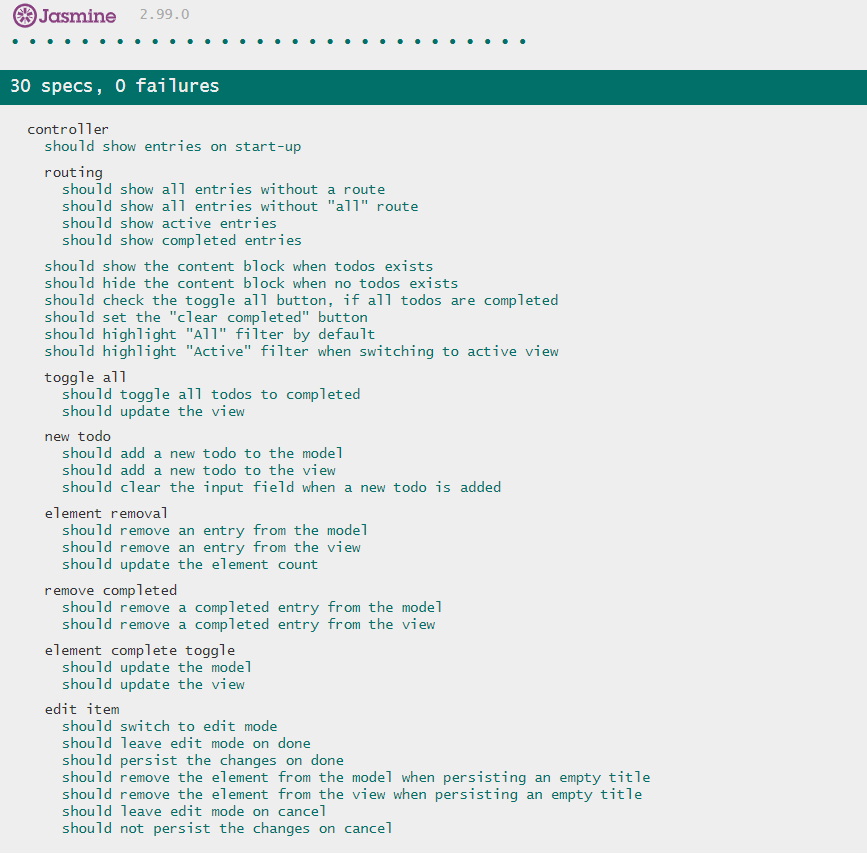 Jasmine 2.99.0
• • • • • • • • • • • • • • • • • • • • • • • • • • • • • •
30 specs, 0 failures
controller
should show entries on start-up
routing
should show all entries without a route
should show all entries without "all" route
should show active entries
should show completed entries
should show the content block when todos exists
should hide the content block when no todos exists
should check the toggle all button, if all todos are completed
should set the "clear completed" button
should highlight "All" filter by default
should highlight "Active" filter when switching to active view
toggle all
should toggle all todos to completed
should update the view
new todo
should add a new todo to the model
should add a new todo to the view
should clear the input field when a new todo is added
element removal
should remove an entry from the model
should remove an entry from the view
should update the element count
remove completed
should remove a completed entry from the model
should remove a completed entry from the view
element complete toggle
should update the model
should update the view
edit item
should switch to edit mode
should leave edit mode on done
should persist the changes on done
should remove the element from the model when persisting an empty title
should remove the element from the view when persisting an empty title
should leave edit mode on cancel
should not persist the changes on cancel